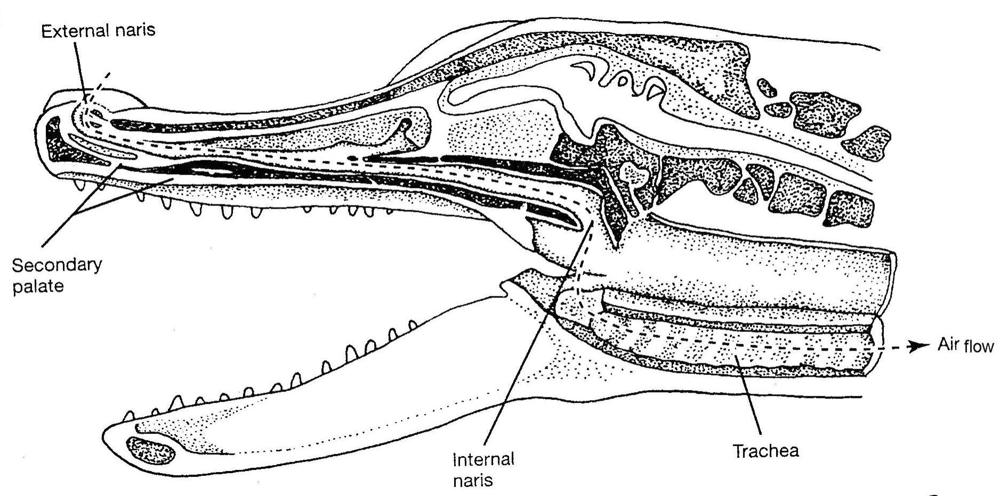 External naris
Secondary
palate
Air flow
Trachea
Internal
naris